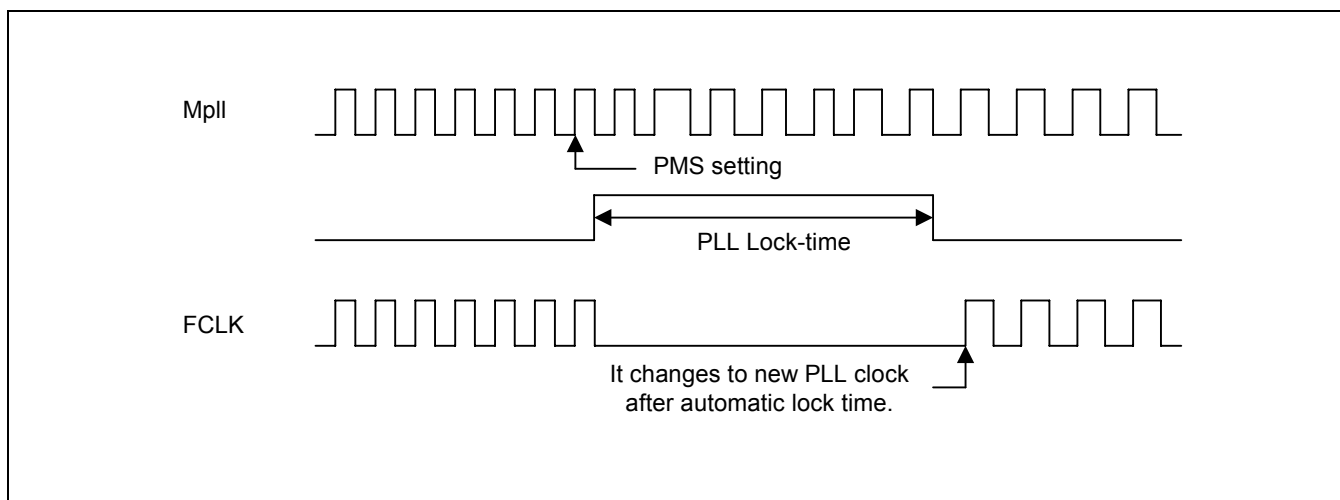 Mpll
PMS setting
PLL Lock-time
FCLK
It changes to new PLL clock
after automatic lock time.